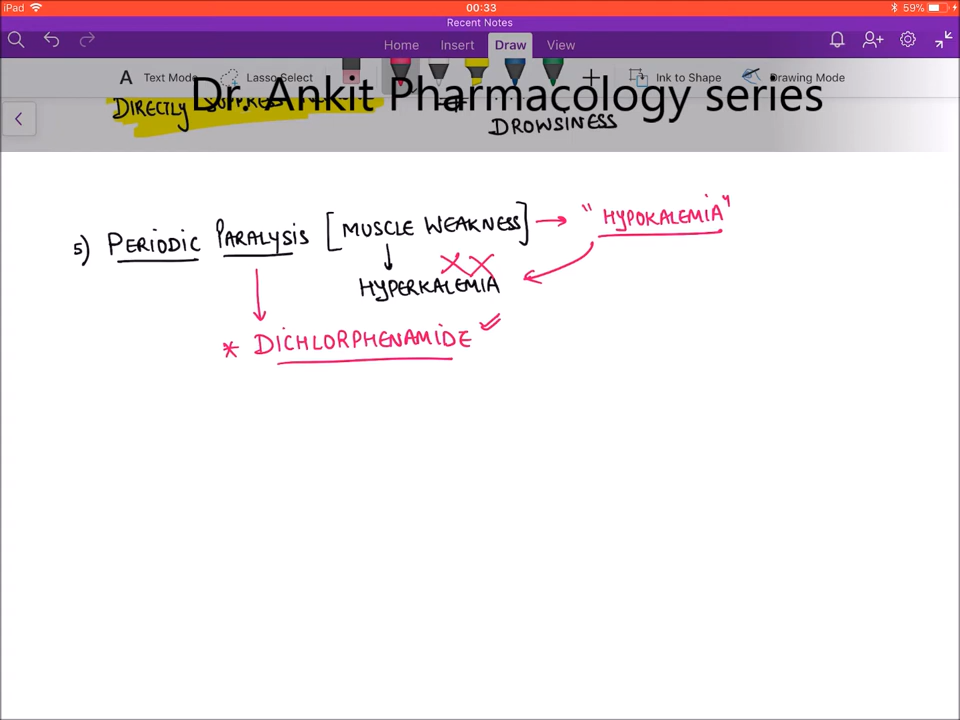 iPad 00:33 59%
Recent Notes
Home Insert Draw View
Text Mode Lasso Select Ink to Shape Drawing Mode
Dr. Ankit Pharmacology series
DIRECTLY
DROWSINESS
5) PERIODIC PARALYSIS [MUSCLE WEAKNESS] → "HYPOKALEMIA"
HYPERKALEMIA
* DICHLORPHENAMIDE